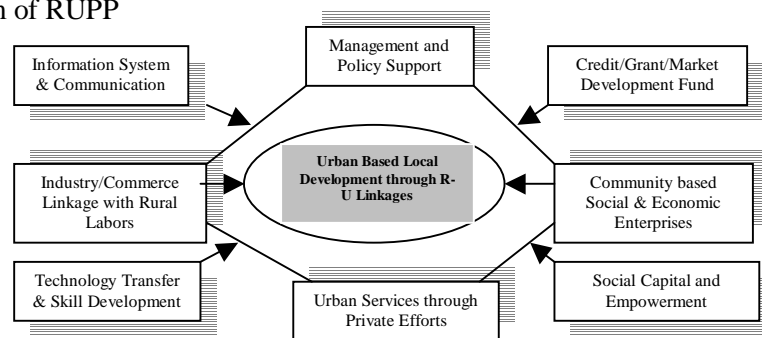 of RUPP
Management and
Policy Support
Information System
& Communication
Credit/Grant/Market
Development Fund
Urban Based Local
Development through R-
U Linkages
Industry/Commerce
Linkage with Rural
Labors
Community based
Social & Economic
Enterprises
Technology Transfer
& Skill Development
Urban Services through
Private Efforts
Social Capital and
Empowerment